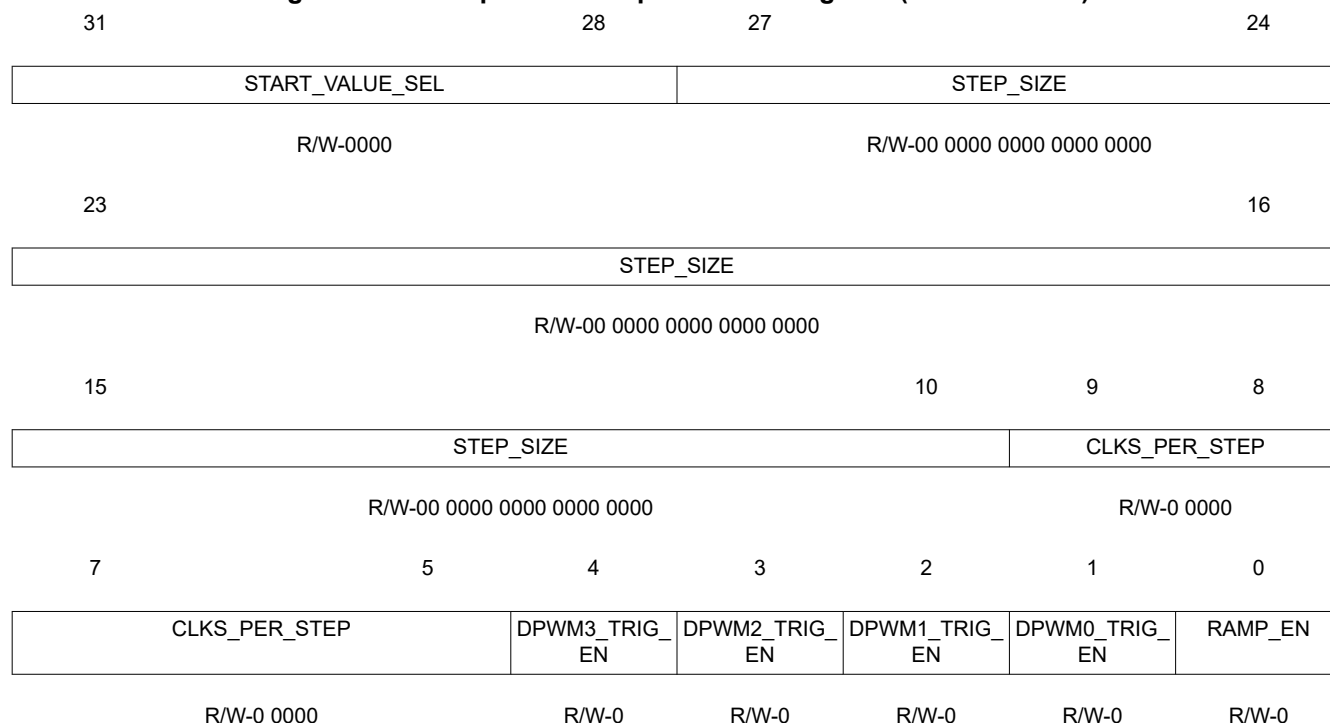 31 28 27 24
START_VALUE_SEL STEP_SIZE
R/W-0000 R/W-00 0000 0000 0000 0000
23 16
STEP_SIZE
R/W-00 0000 0000 0000 0000
15 10 9 8
STEP_SIZE CLKS_PER_STEP
R/W-00 0000 0000 0000 0000 R/W-0 0000
7 5 4 3 2 1 0
CLKS_PER_STEP DPWM3_TRIG_ DPWM2_TRIG_ DPWM1_TRIG_ DPWM0_TRIG_ RAMP_EN
EN EN EN EN
R/W-0 0000 R/W-0 R/W-0 R/W-0 R/W-0 R/W-0